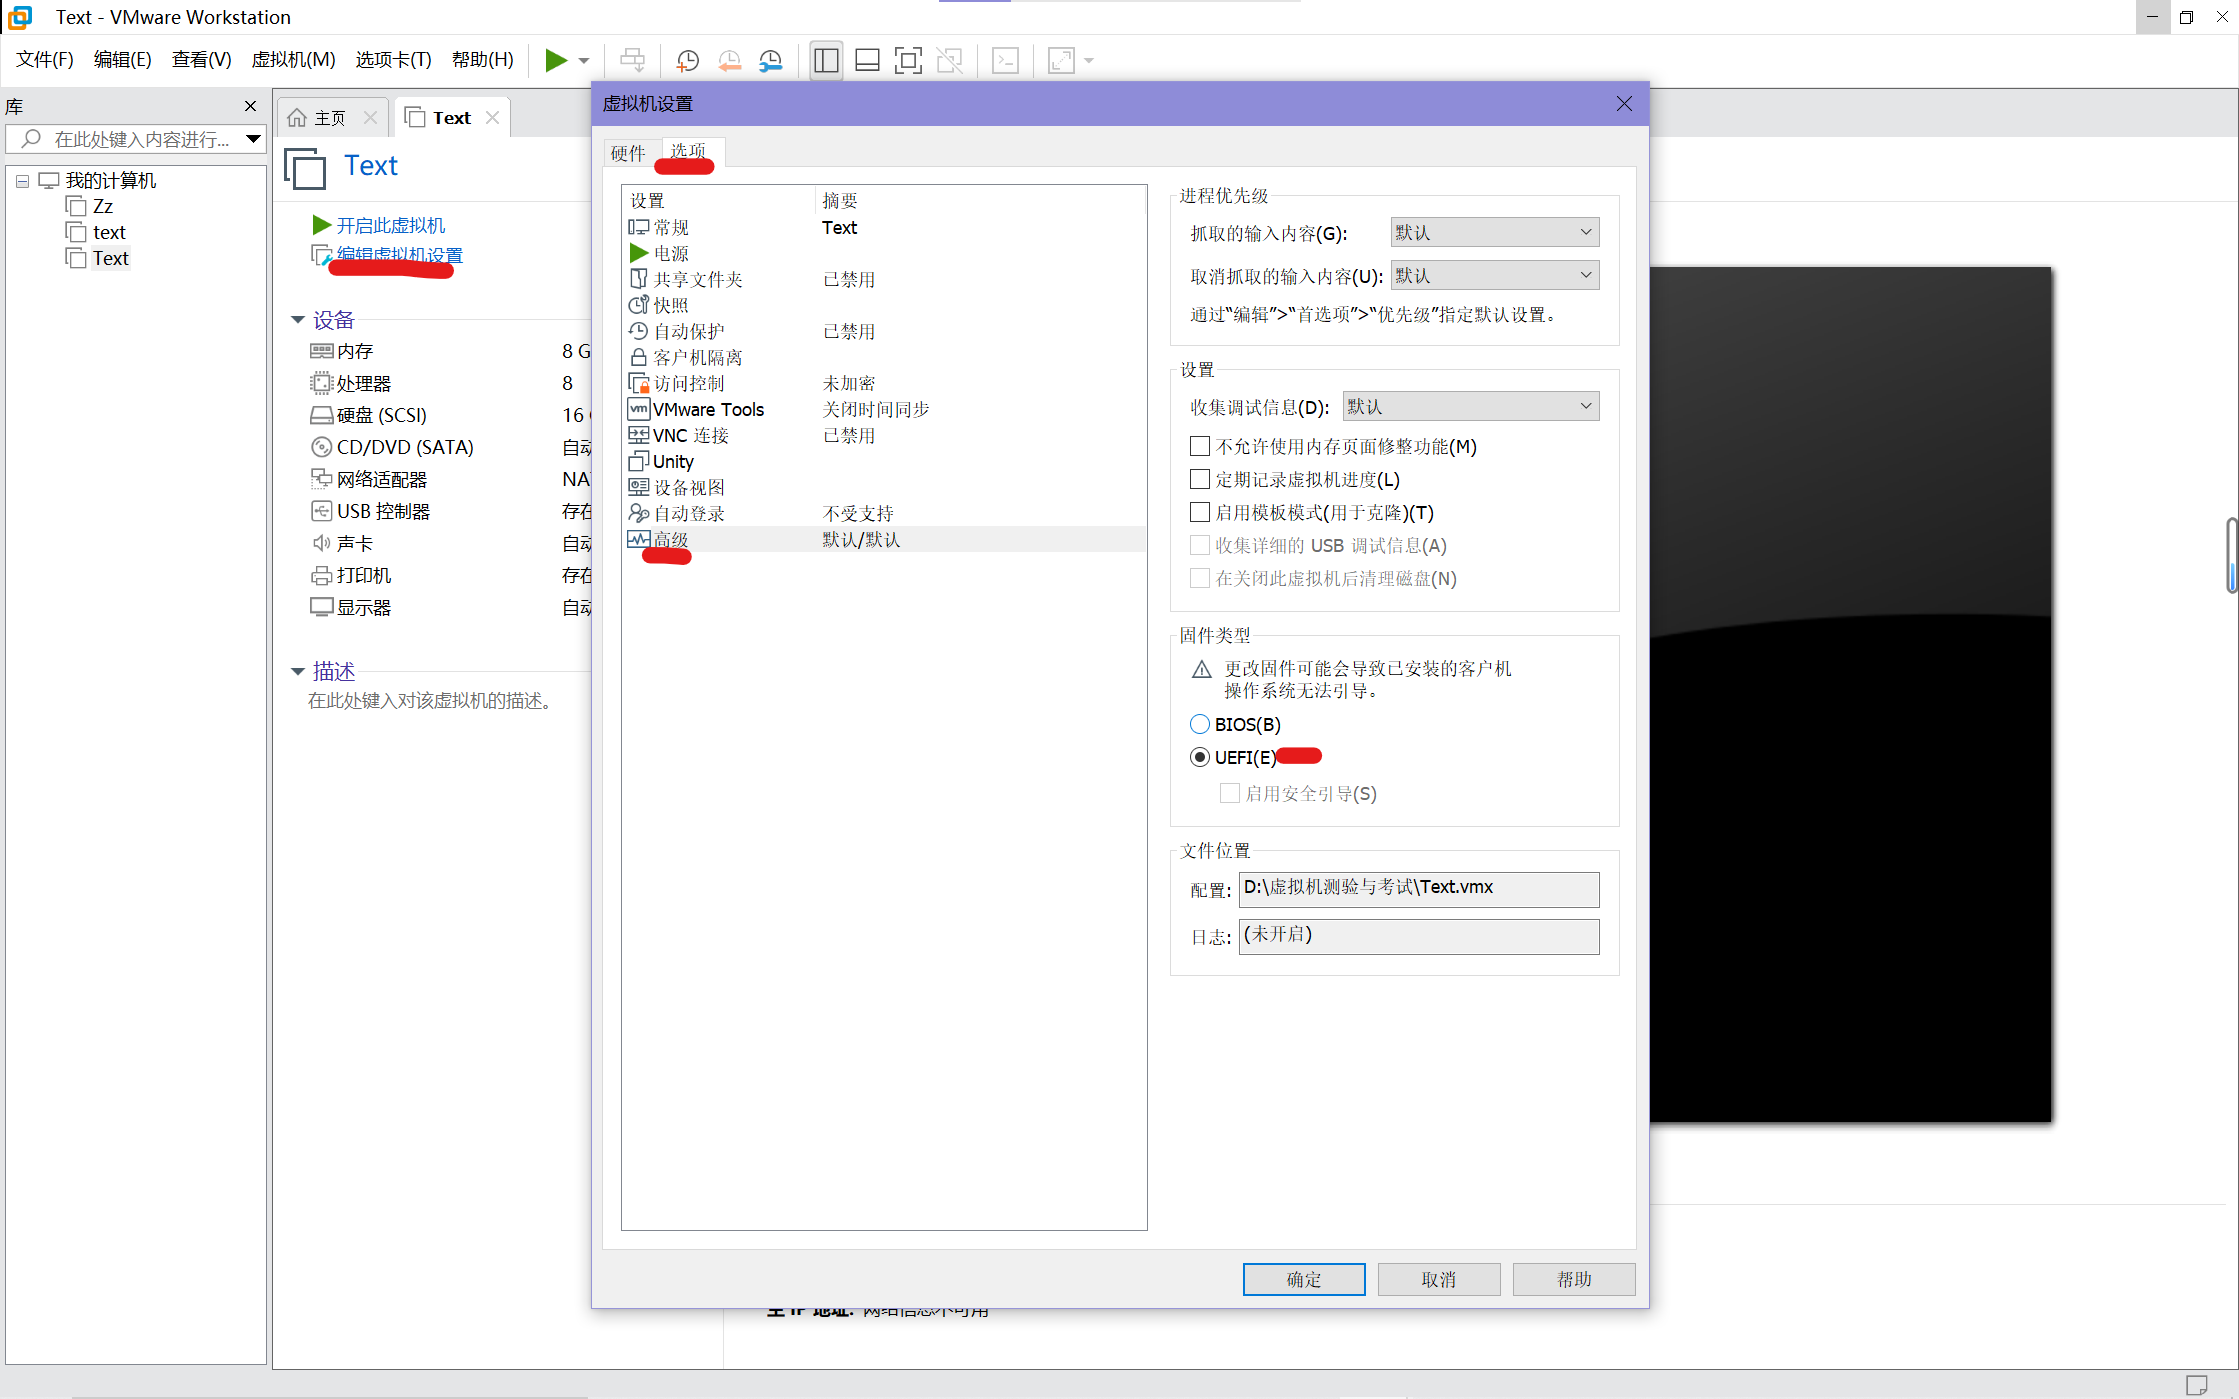 Text - VMware Workstation
文件(F) 编辑(E) 查看(V) 虚拟机(M) 选项卡(T) 帮助(H)
库
在此处键入内容进行...
我的计算机
Zz
text
Text
主页
Text
Text
开启此虚拟机
编辑虚拟机设置
设备
内存 8 G
处理器 8
硬盘 (SCSI) 16
CD/DVD (SATA) 自动
网络适配器 NA
USB 控制器 存在
声卡 自动
打印机 存在
显示器 自动
描述
在此处键入对该虚拟机的描述。
虚拟机设置
硬件 选项
设置 摘要
常规 Text
电源
共享文件夹 已禁用
快照
自动保护 已禁用
客户机隔离
访问控制 未加密
VMware Tools 关闭时间同步
VNC 连接 已禁用
Unity
设备视图
自动登录 不受支持
高级 默认/默认
进程优先级
抓取的输入内容(G): 默认
取消抓取的输入内容(U): 默认
通过“编辑”>“首选项”>“优先级”指定默认设置。
设置
收集调试信息(D): 默认
不允许使用内存页面修整功能(M)
定期记录虚拟机进度(L)
启用模板模式(用于克隆)(T)
收集详细的 USB 调试信息(A)
在关闭此虚拟机后清理磁盘(N)
固件类型
更改固件可能会导致已安装的客户机
操作系统无法引导。
BIOS(B)
UEFI(E)
启用安全引导(S)
文件位置
配置: D:\虚拟机测验与考试\Text.vmx
日志: (未开启)
确定 取消 帮助
主 IP 地址: 网络信息不可用